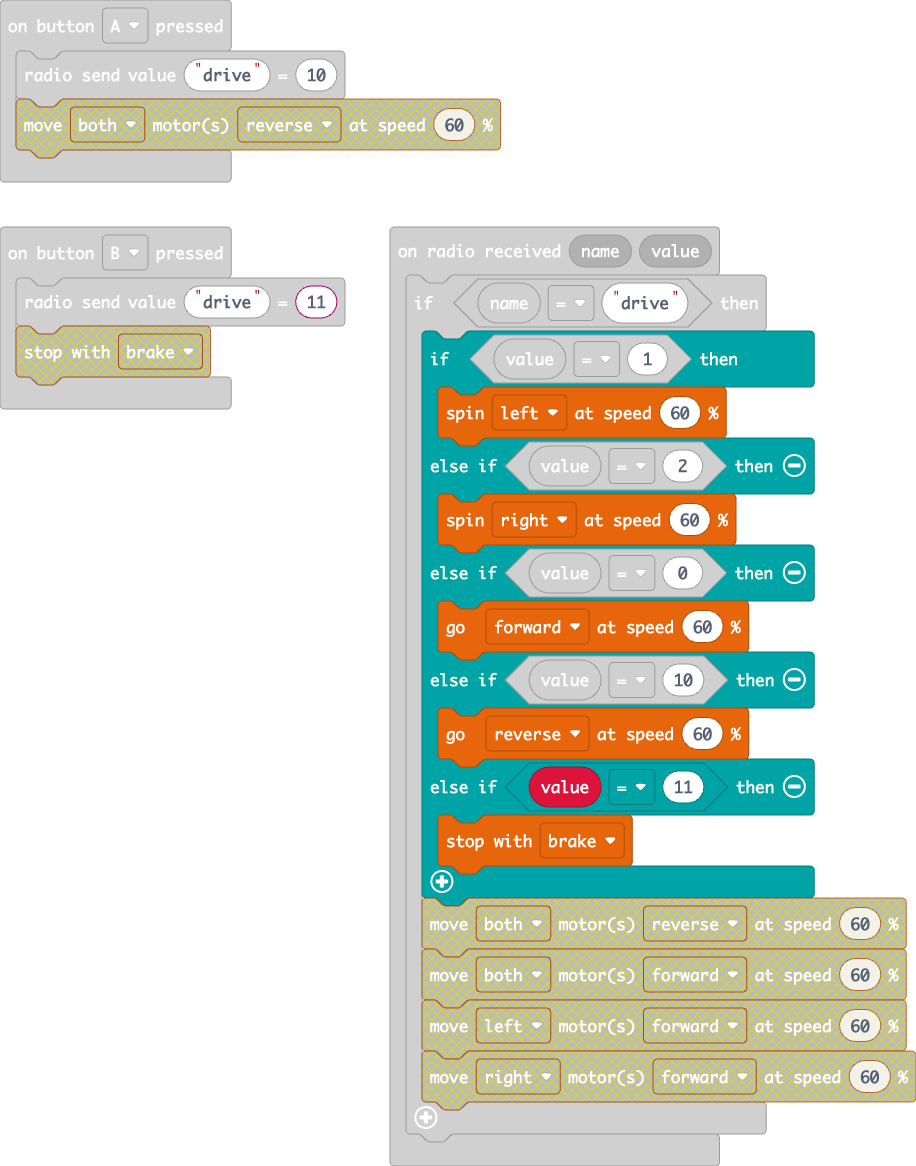 on button A pressed
radio send value "drive" = 10
move both motor(s) reverse at speed 60 %
on button B pressed
radio send value "drive" = 11
stop with brake
on radio received name value
if name = "drive" then
if value = 1 then
spin left at speed 60 %
else if value = 2 then
spin right at speed 60 %
else if value = 0 then
go forward at speed 60 %
else if value = 10 then
go reverse at speed 60 %
else if value = 11 then
stop with brake
move both motor(s) reverse at speed 60 %
move both motor(s) forward at speed 60 %
move left motor(s) forward at speed 60 %
move right motor(s) forward at speed 60 %